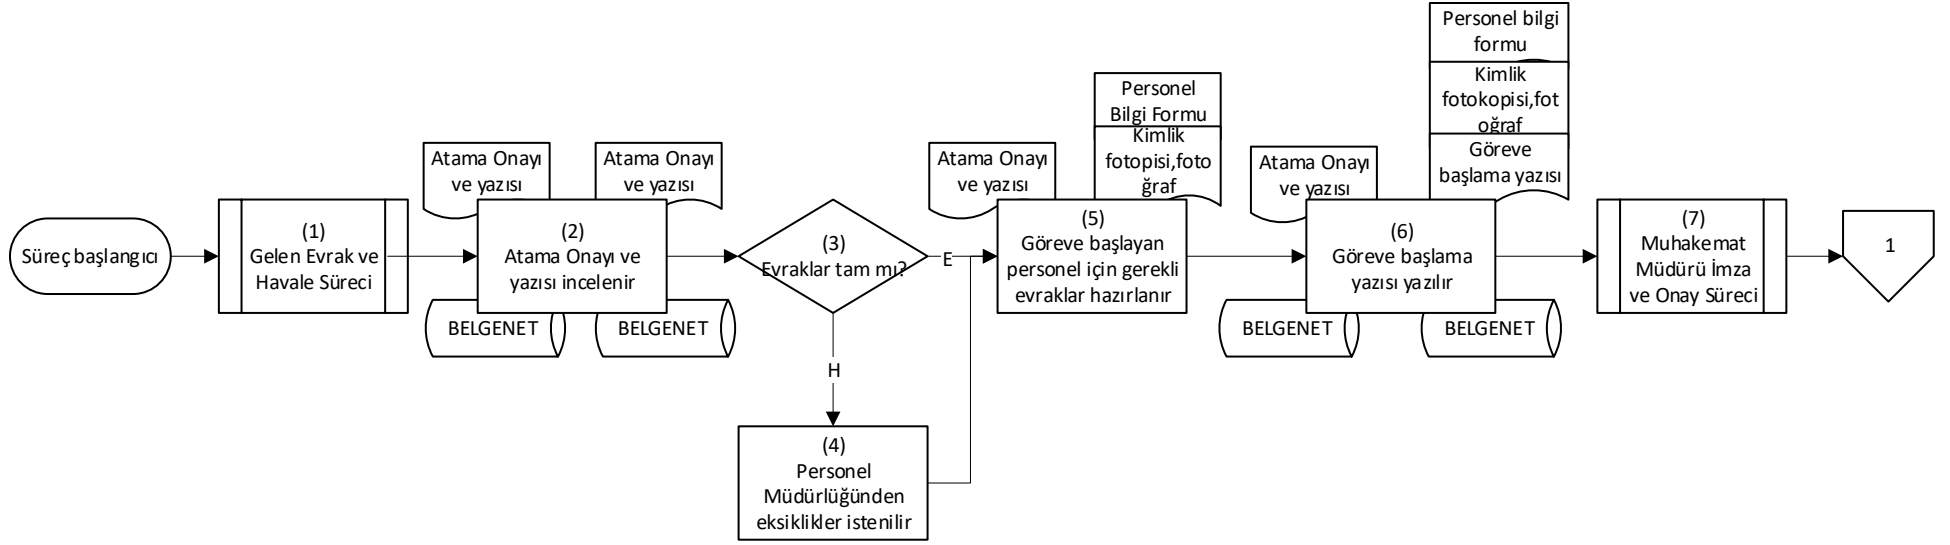 Süreç başlangıcı
(1)
Gelen Evrak ve
Havale Süreci
Atama Onayı
ve yazısı
Atama Onayı
ve yazısı
(2)
Atama Onayı ve
yazısı incelenir
BELGENET
BELGENET
(3)
Evraklar tam mı?
E
H
(4)
Personel
Müdürlüğünden
eksiklikler istenilir
Atama Onayı
ve yazısı
Personel
Bilgi Formu
Kimlik
fotopisi,foto
ğraf
(5)
Göreve başlayan
personel için gerekli
evraklar hazırlanır
Atama Onayı
ve yazısı
Personel bilgi
formu
Kimlik
fotokopisi,fot
oğraf
Göreve
başlama yazısı
(6)
Göreve başlama
yazısı yazılır
BELGENET
BELGENET
(7)
Muhakemat
Müdürü İmza
ve Onay Süreci
1